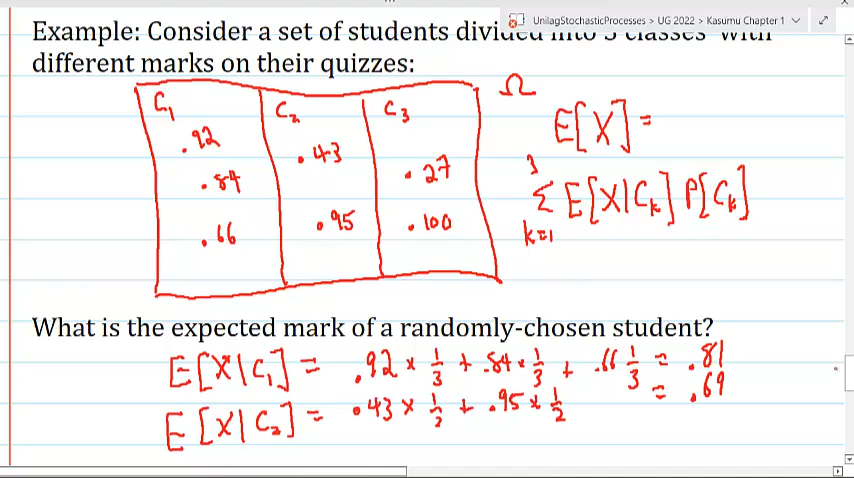 UnilagStochasticProcesses > UG 2022 > Kasumu Chapter 1
Example: Consider a set of students divided into 3 classes with
different marks on their quizzes:
C₁ C₂ C₃ Ω
.92 .43 E[X] =
.84 .27 3
.66 .95 .100 Σ E[X|Cₖ] P[Cₖ]
k=1
What is the expected mark of a randomly-chosen student?
E[X|C₁] = .92 × 1/3 + .84 × 1/3 + .66 1/3 = .81
E[X|C₂] = .43 × 1/2 + .95 × 1/2 = .69